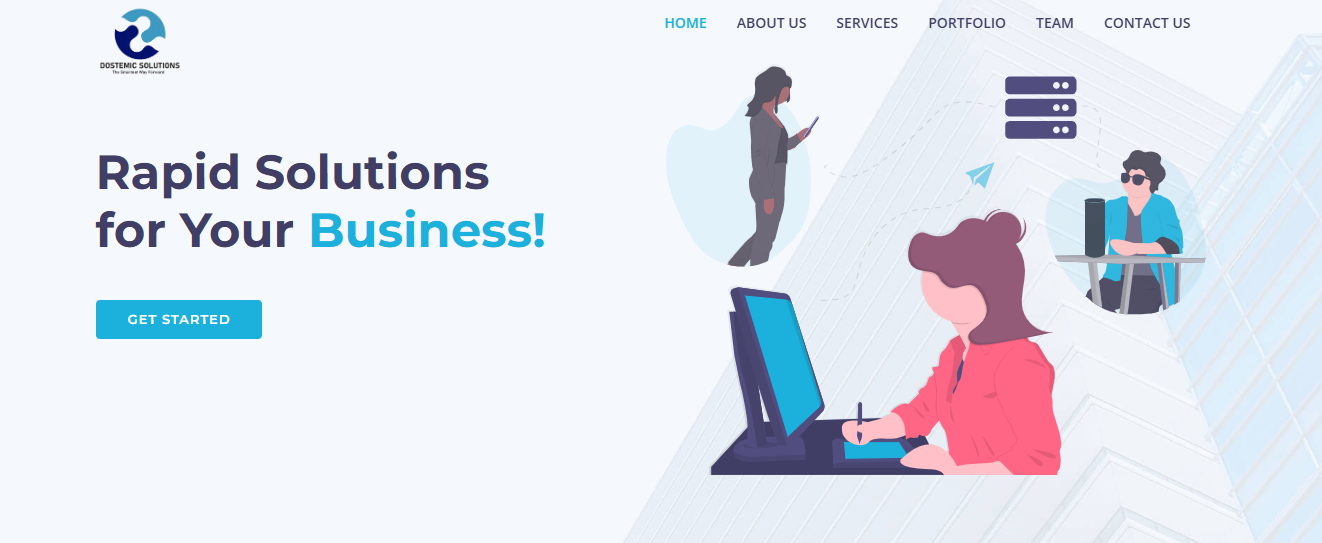 DOSTEMIC SOLUTIONS
The Smartest Way Forward
HOME ABOUT US SERVICES PORTFOLIO TEAM CONTACT US
Rapid Solutions
for Your Business!
GET STARTED